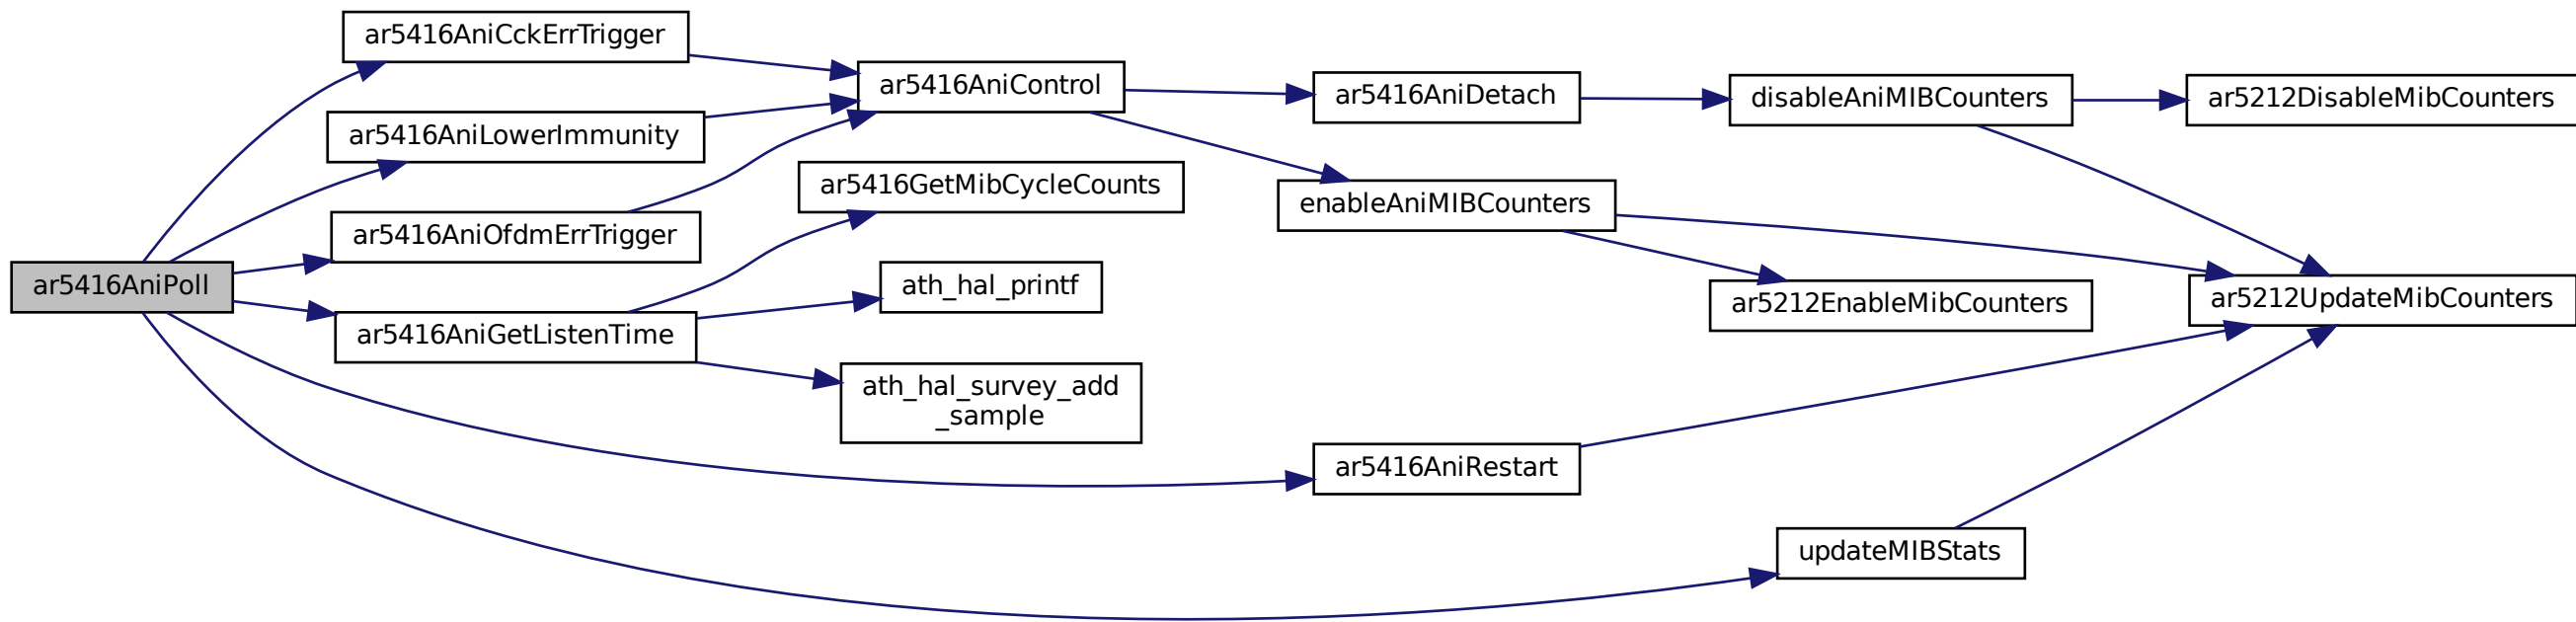 ar5416AniCckErrTrigger
ar5416AniControl
ar5416AniDetach
disableAniMIBCounters
ar5212DisableMibCounters
ar5416AniLowerImmunity
ar5416GetMibCycleCounts
enableAniMIBCounters
ar5416AniOfdmErrTrigger
ar5416AniPoll
ath_hal_printf
ar5212EnableMibCounters
ar5212UpdateMibCounters
ar5416AniGetListenTime
ath_hal_survey_add
_sample
ar5416AniRestart
updateMIBStats